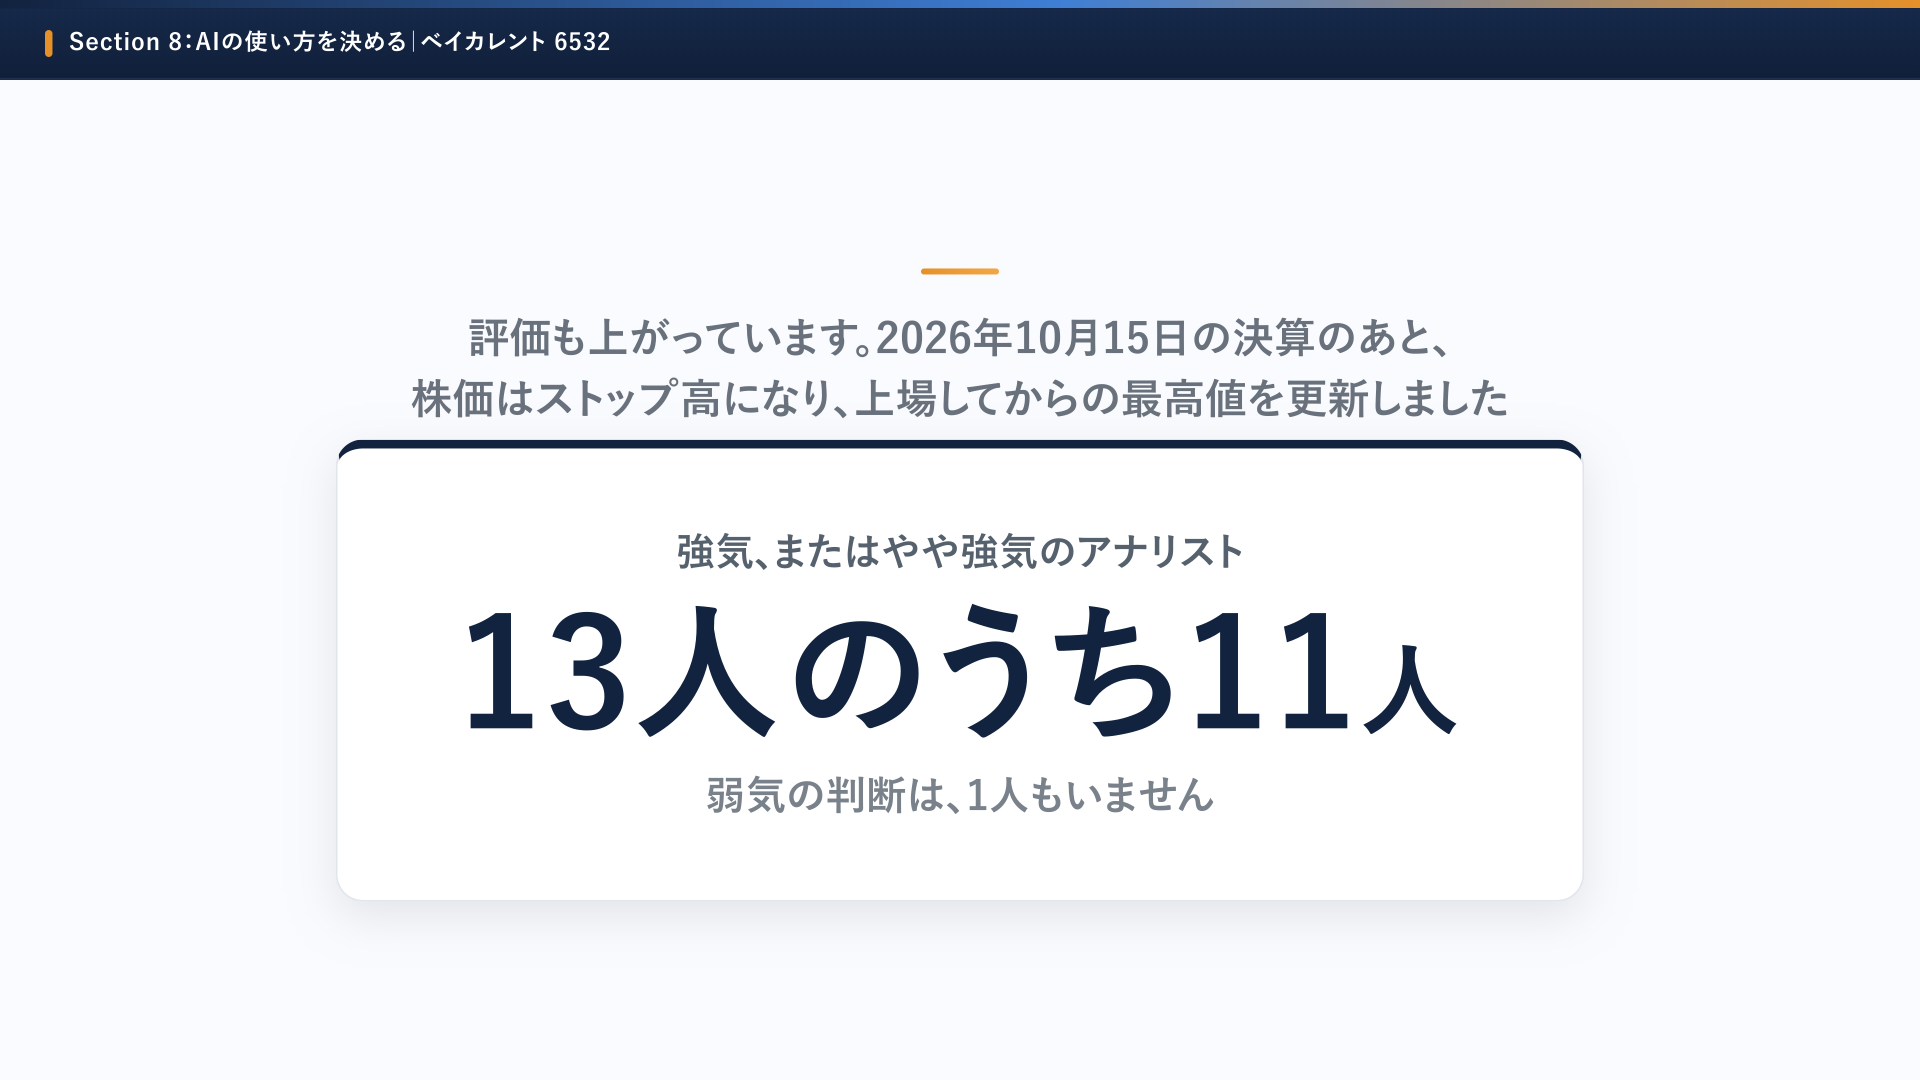 Section 8：AIの使い方を決める｜ベイカレント 6532
評価も上がっています。2026年10月15日の決算のあと、
株価はストップ高になり、上場してからの最高値を更新しました
強気、またはやや強気のアナリスト
13人のうち11人
弱気の判断は、1人もいません